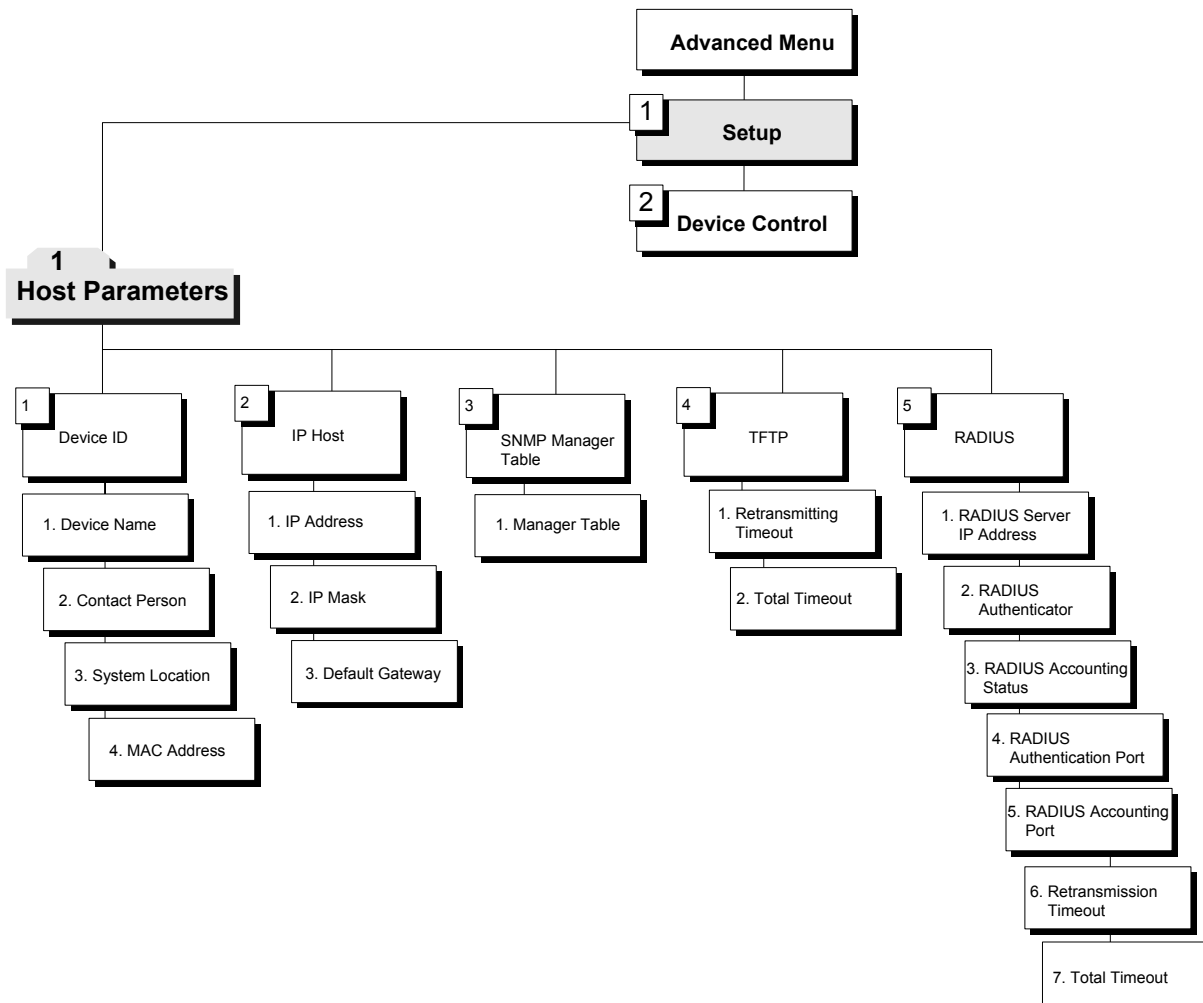 Advanced Menu
1
Setup
2
Device Control
1
Host Parameters
1
Device ID
1. Device Name
2. Contact Person
3. System Location
4. MAC Address
2
IP Host
1. IP Address
2. IP Mask
3. Default Gateway
3
SNMP Manager
Table
1. Manager Table
4
TFTP
1. Retransmitting
Timeout
2. Total Timeout
5
RADIUS
1. RADIUS Server
IP Address
2. RADIUS
Authenticator
3. RADIUS Accounting
Status
4. RADIUS
Authentication Port
5. RADIUS Accounting
Port
6. Retransmission
Timeout
7. Total Timeout